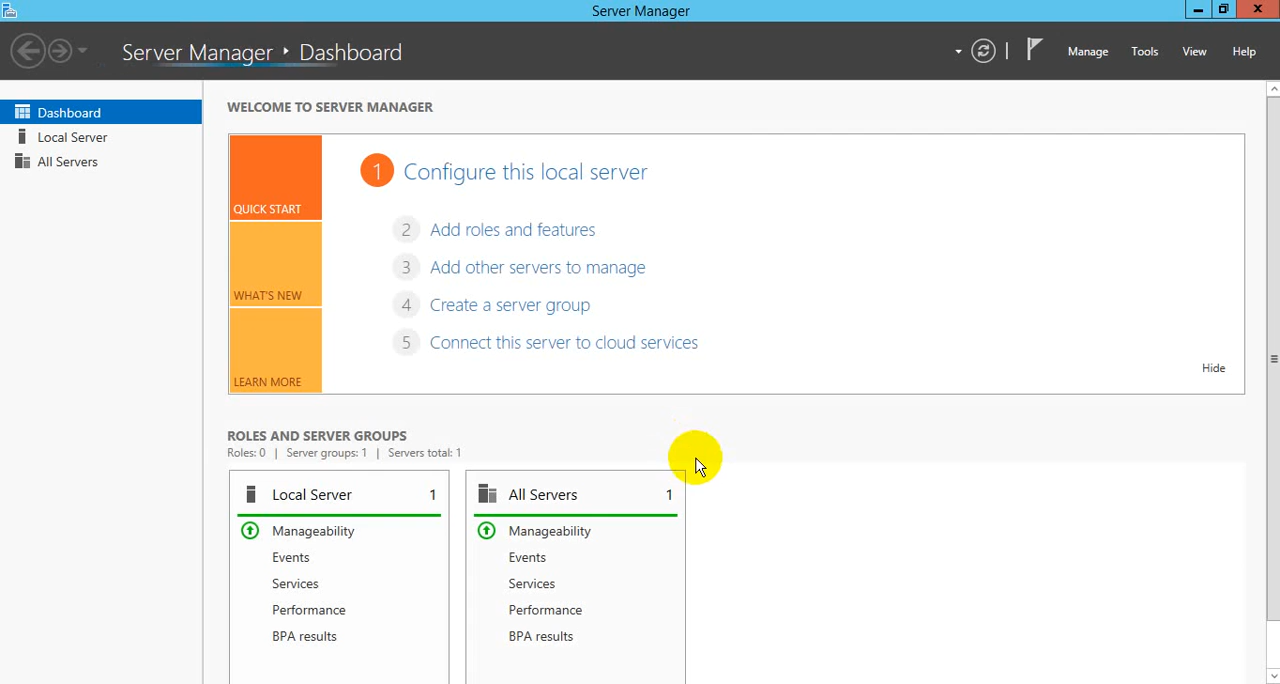 Server Manager
Server Manager ‣ Dashboard
Manage Tools View Help
Dashboard
Local Server
All Servers
WELCOME TO SERVER MANAGER
QUICK START
WHAT'S NEW
LEARN MORE
1 Configure this local server
2 Add roles and features
3 Add other servers to manage
4 Create a server group
5 Connect this server to cloud services
Hide
ROLES AND SERVER GROUPS
Roles: 0 | Server groups: 1 | Servers total: 1
Local Server 1
Manageability
Events
Services
Performance
BPA results
All Servers 1
Manageability
Events
Services
Performance
BPA results